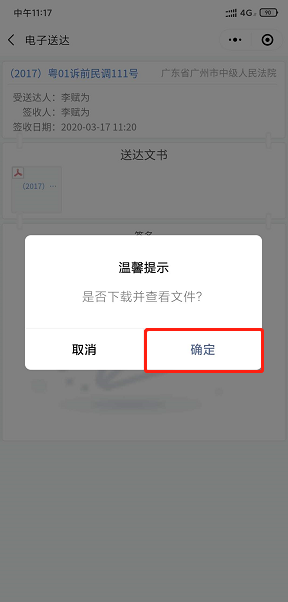 中午11:17
4G
90
电子送达
（2017）粤01诉前民调111号
广东省广州市中级人民法院
受送达人：李赋为
签收人：李赋为
签收日期：2020-03-17 11:20
送达文书
（2017）…
签名
温馨提示
是否下载并查看文件？
取消
确定